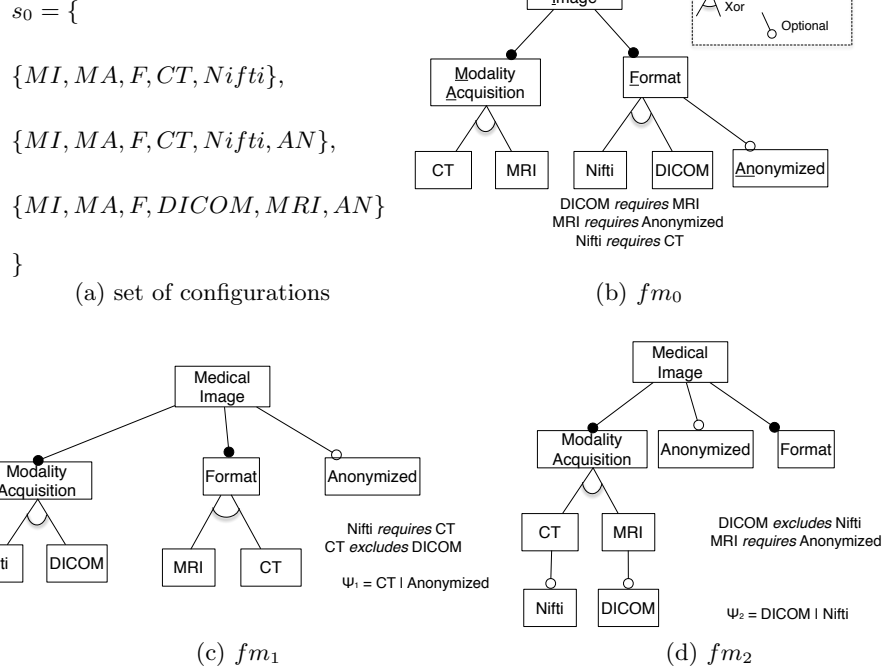 s0 = {
{MI, MA, F, CT, Nifti},
{MI, MA, F, CT, Nifti, AN},
{MI, MA, F, DICOM, MRI, AN}
}
(a) set of configurations
Image
Xor
Optional
Modality
Acquisition
Format
CT
MRI
Nifti
DICOM
Anonymized
DICOM requires MRI
MRI requires Anonymized
Nifti requires CT
(b) fm0
Medical
Image
Modality
Acquisition
Format
Anonymized
ti
DICOM
MRI
CT
Nifti requires CT
CT excludes DICOM
Ψ1 = CT | Anonymized
(c) fm1
Medical
Image
Modality
Acquisition
Anonymized
Format
CT
MRI
Nifti
DICOM
DICOM excludes Nifti
MRI requires Anonymized
Ψ2 = DICOM | Nifti
(d) fm2